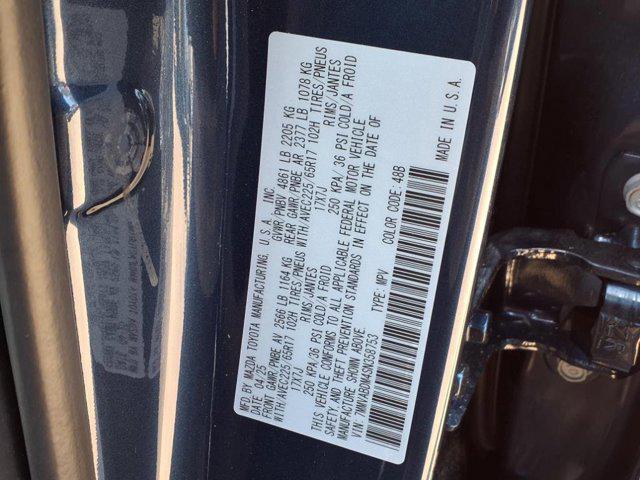 MFD. BY MAZDA TOYOTA MANUFACTURING, U.S.A. INC.
DATE 04/25 GVWR/PNBV 4861 LB 2205 KG
FRONT GAWR/PNBE AV 2566 LB 1164 KG REAR GAWR/PNBE AR 2377 LB 1078 KG
WITH/AVEC225/65R17 102H TIRES/PNEUS WITH/AVEC225/65R17 102H TIRES/PNEUS
17X7J RIMS/JANTES 17X7J RIMS/JANTES
250 KPA/36 PSI COLD/A FROID 250 KPA/36 PSI COLD/A FROID
THIS VEHICLE CONFORMS TO ALL APPLICABLE FEDERAL MOTOR VEHICLE
SAFETY, AND THEFT PREVENTION STANDARDS IN EFFECT ON THE DATE OF
MANUFACTURE SHOWN ABOVE.
VIN: TYPE: MPV COLOR CODE: 48B
MADE IN U.S.A.